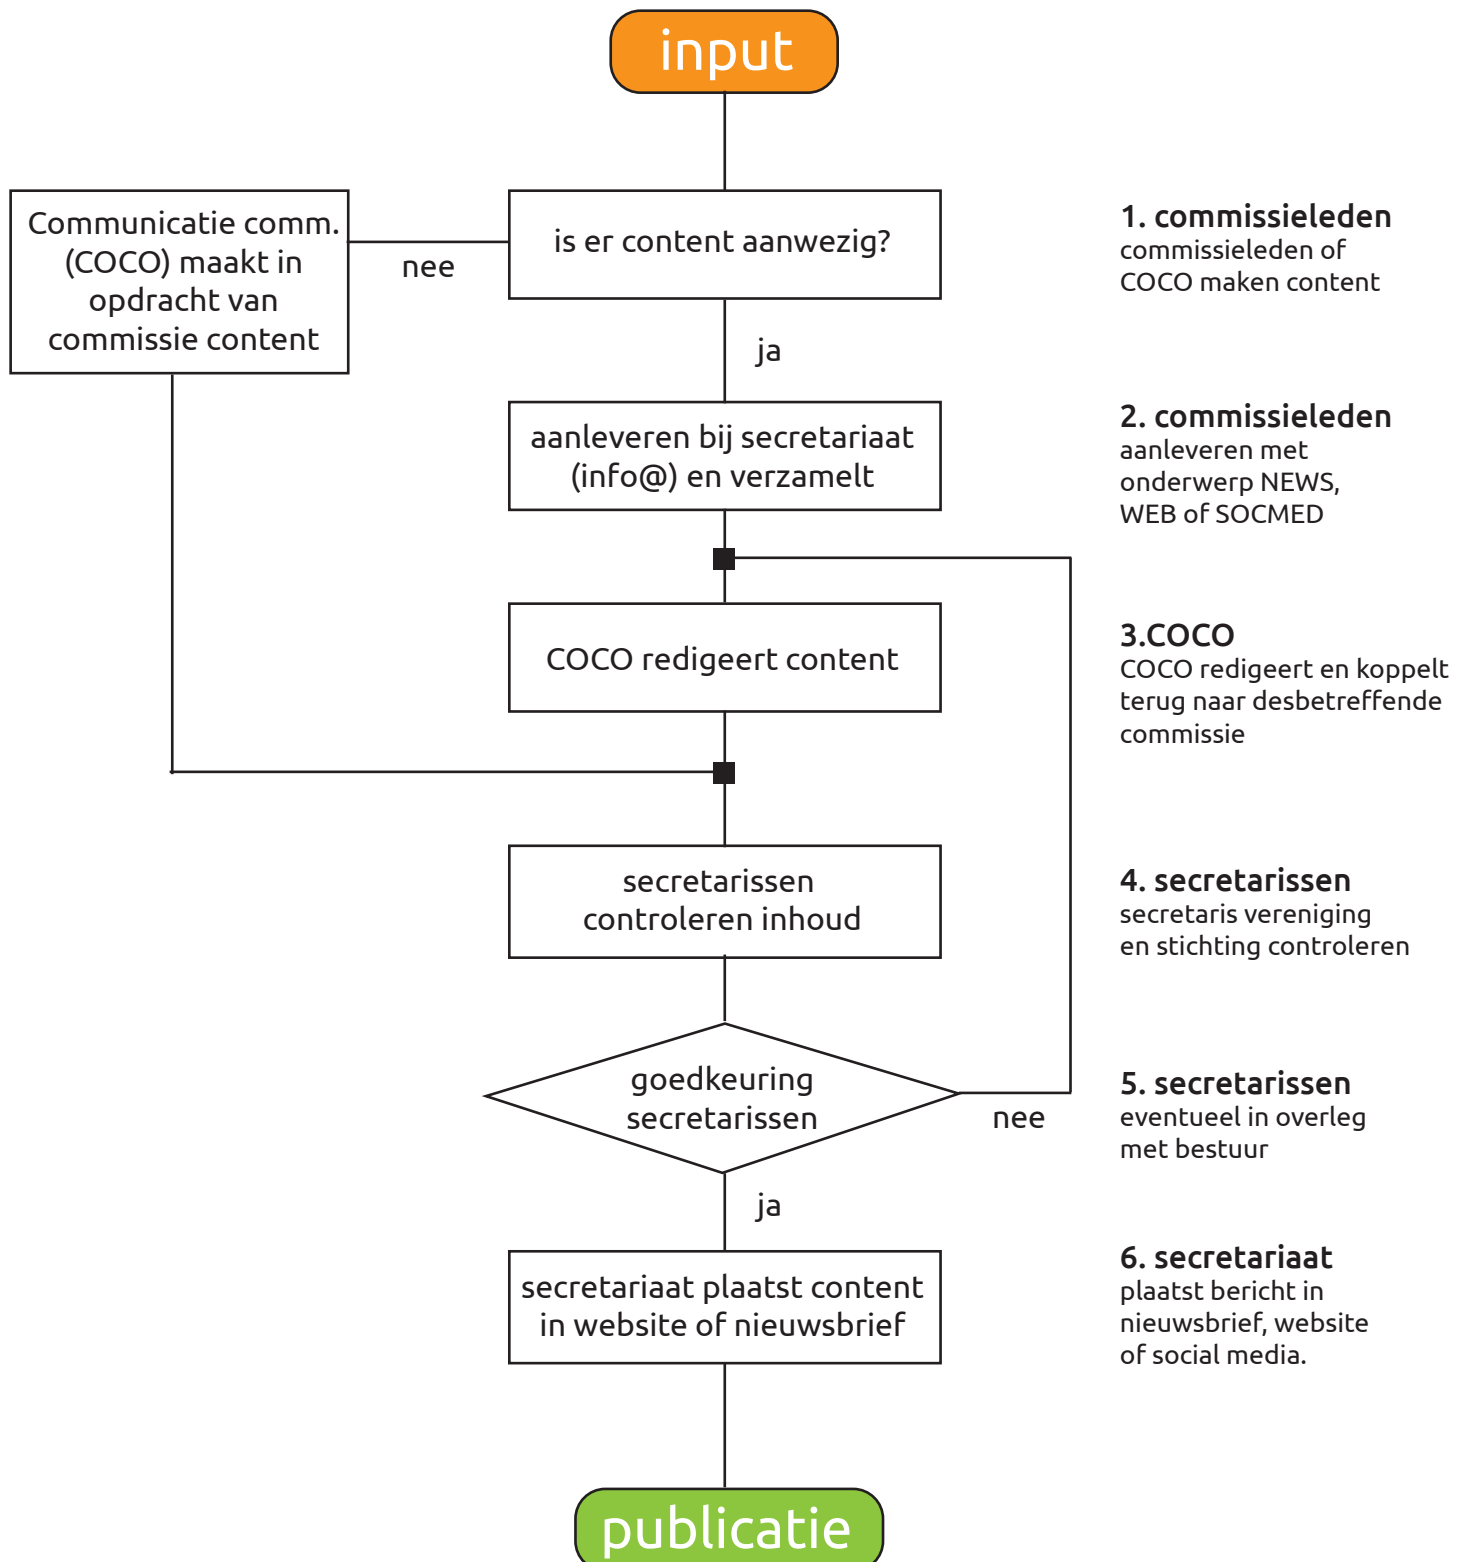 input
Communicatie comm.
(COCO) maakt in
opdracht van
commissie content
nee
is er content aanwezig?
1. commissieleden
commissieleden of
COCO maken content
ja
aanleveren bij secretariaat
(info@) en verzamelt
2. commissieleden
aanleveren met
onderwerp NEWS,
WEB of SOCMED
COCO redigeert content
3.COCO
COCO redigeert en koppelt
terug naar desbetreffende
commissie
secretarissen
controleren inhoud
4. secretarissen
secretaris vereniging
en stichting controleren
goedkeuring
secretarissen
nee
5. secretarissen
eventueel in overleg
met bestuur
ja
secretariaat plaatst content
in website of nieuwsbrief
6. secretariaat
plaatst bericht in
nieuwsbrief, website
of social media.
publicatie